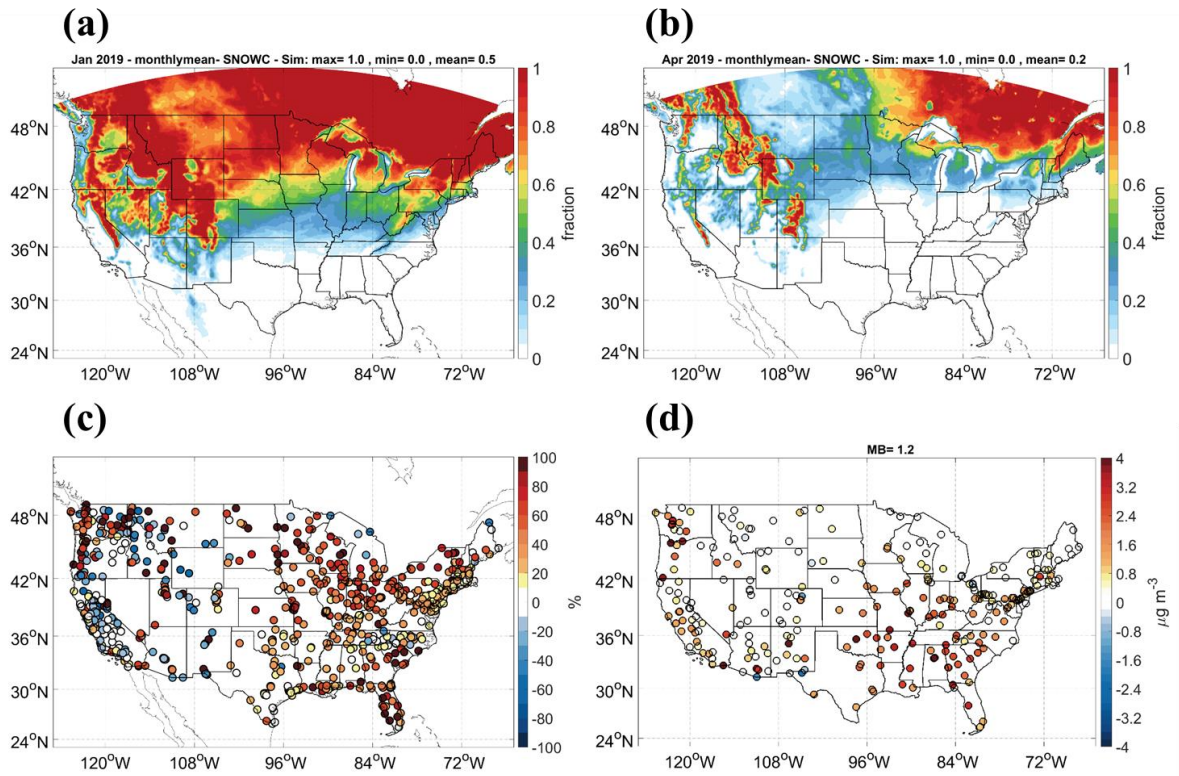 (a)
(b)
Jan 2019 - monthlymean- SNOWC - Sim: max= 1.0 , min= 0.0 , mean= 0.5
Apr 2019 - monthlymean- SNOWC - Sim: max= 1.0 , min= 0.0 , mean= 0.2
48°N
42°N
36°N
30°N
24°N
120°W
108°W
96°W
84°W
72°W
1
0.8
0.6
0.4
0.2
0
fraction
48°N
42°N
36°N
30°N
24°N
120°W
108°W
96°W
84°W
72°W
1
0.8
0.6
0.4
0.2
0
fraction
(c)
(d)
MB= 1.2
48°N
42°N
36°N
30°N
24°N
120°W
108°W
96°W
84°W
72°W
100
80
60
40
20
0
-20
-40
-60
-80
-100
%
48°N
42°N
36°N
30°N
24°N
120°W
108°W
96°W
84°W
72°W
4
3.2
2.4
1.6
0.8
0
-0.8
-1.6
-2.4
-3.2
-4
μg m⁻³